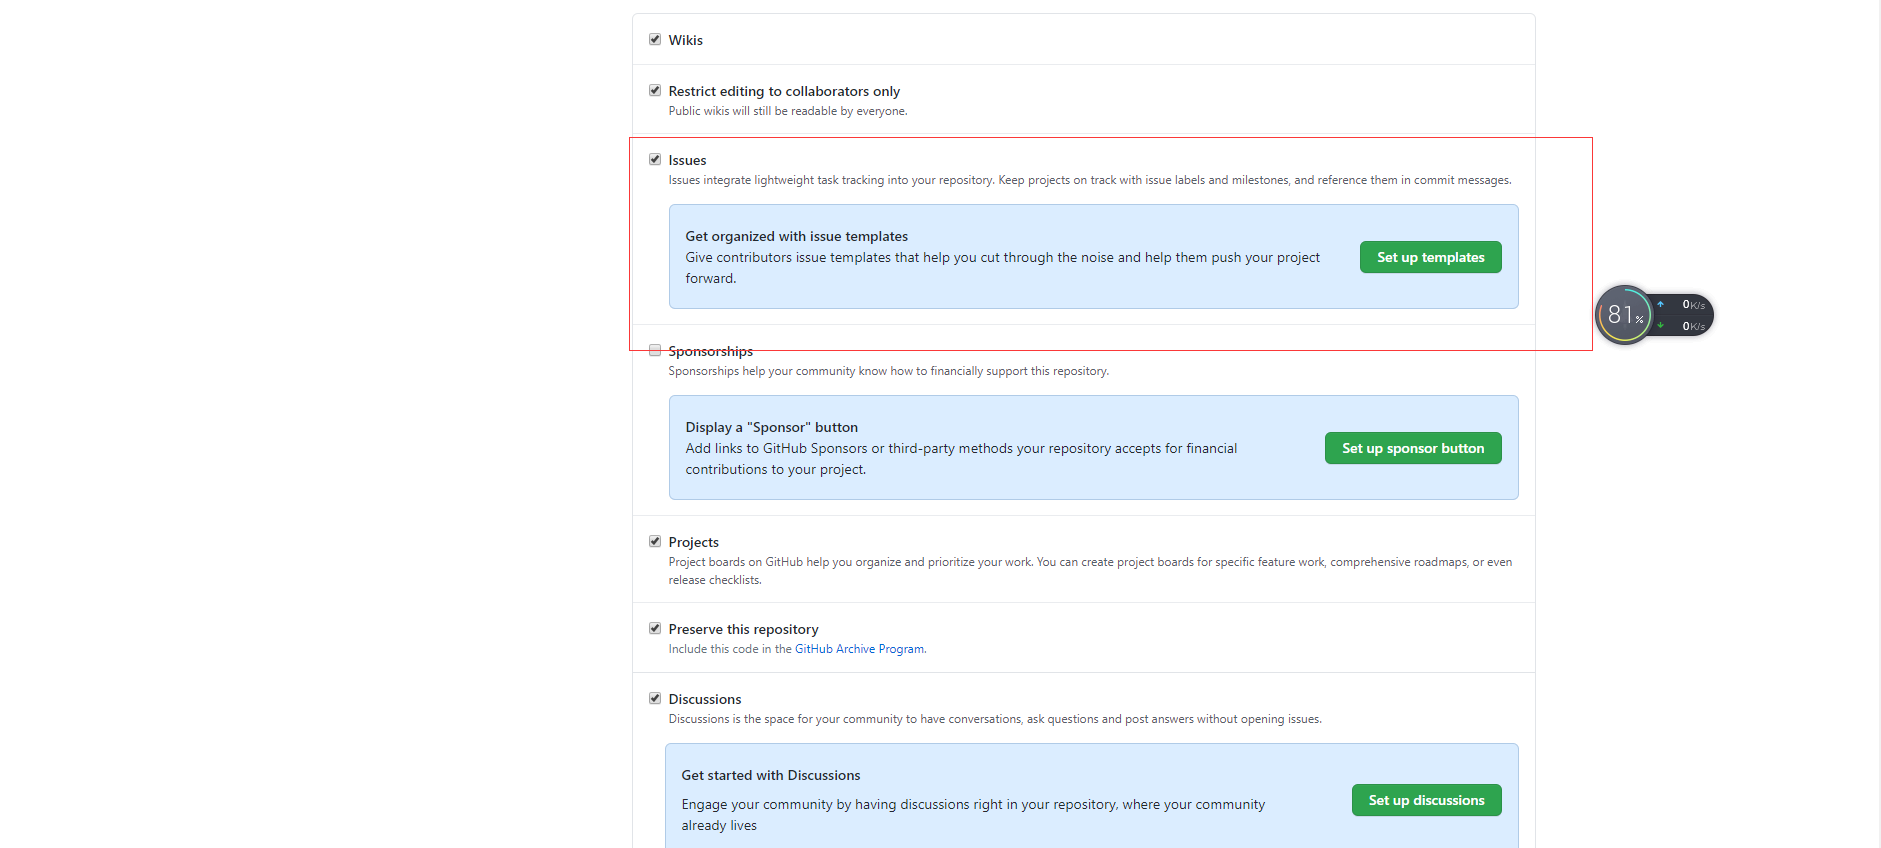 Wikis
Restrict editing to collaborators only
Public wikis will still be readable by everyone.
Issues
Issues integrate lightweight task tracking into your repository. Keep projects on track with issue labels and milestones, and reference them in commit messages.
Get organized with issue templates
Give contributors issue templates that help you cut through the noise and help them push your project
forward.
Set up templates
81%
0K/s
0K/s
Sponsorships
Sponsorships help your community know how to financially support this repository.
Display a "Sponsor" button
Add links to GitHub Sponsors or third-party methods your repository accepts for financial
contributions to your project.
Set up sponsor button
Projects
Project boards on GitHub help you organize and prioritize your work. You can create project boards for specific feature work, comprehensive roadmaps, or even
release checklists.
Preserve this repository
Include this code in the GitHub Archive Program.
Discussions
Discussions is the space for your community to have conversations, ask questions and post answers without opening issues.
Get started with Discussions
Engage your community by having discussions right in your repository, where your community
already lives
Set up discussions